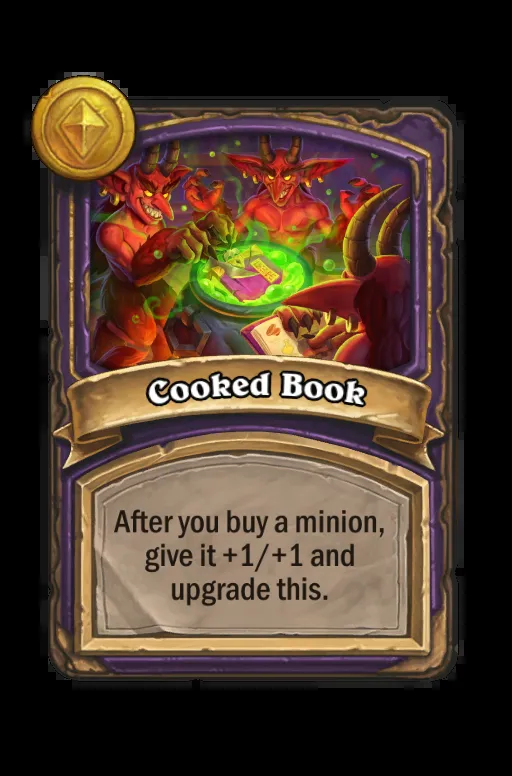 Cooked Book
After you buy a minion,
give it +1/+1 and
upgrade this.